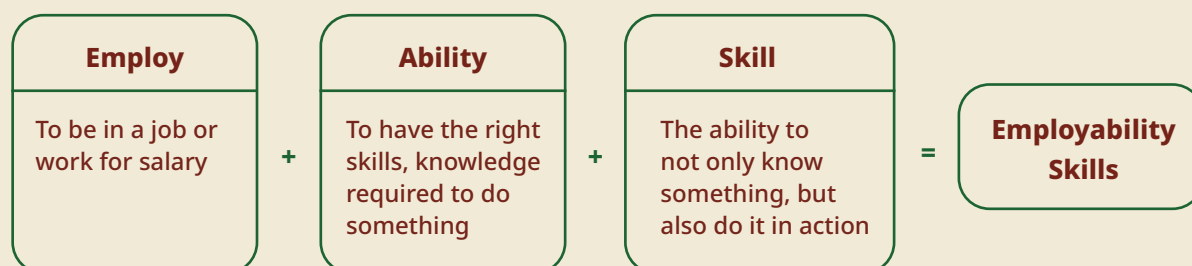 Employ
To be in a job or
work for salary
+
Ability
To have the right
skills, knowledge
required to do
something
+
Skill
The ability to
not only know
something, but
also do it in action
=
Employability
Skills